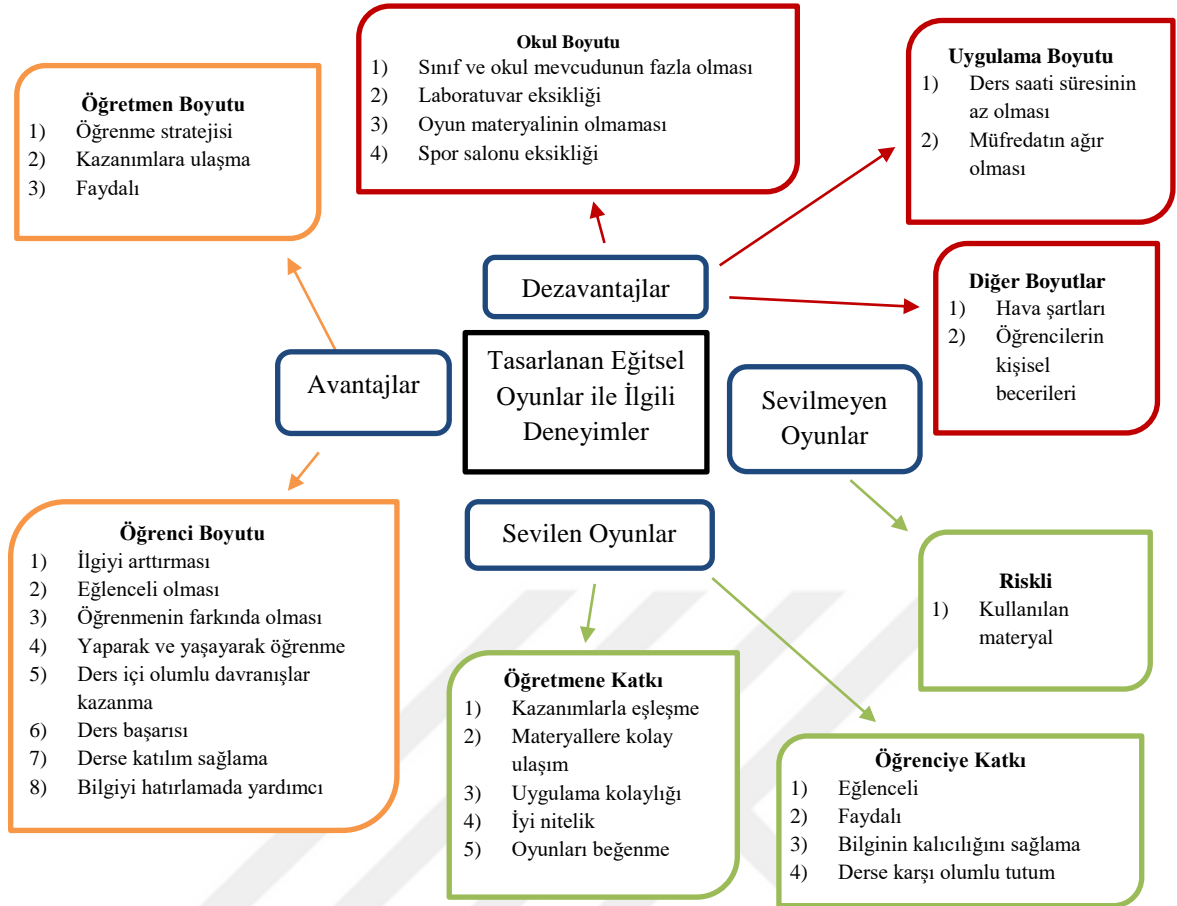 Okul Boyutu
1) Sınıf ve okul mevcudunun fazla olması
2) Laboratuvar eksikliği
3) Oyun materyalinin olmaması
4) Spor salonu eksikliği
Uygulama Boyutu
1) Ders saati süresinin
az olması
2) Müfredatın ağır
olması
Öğretmen Boyutu
1) Öğrenme stratejisi
2) Kazanımlara ulaşma
3) Faydalı
Dezavantajlar
Diğer Boyutlar
1) Hava şartları
2) Öğrencilerin
kişisel
becerileri
Avantajlar
Tasarlanan Eğitsel
Oyunlar ile İlgili
Deneyimler
Sevilmeyen
Oyunlar
Sevilen Oyunlar
Öğrenci Boyutu
1) İlgiyi arttırması
2) Eğlenceli olması
3) Öğrenmenin farkında olması
4) Yaparak ve yaşayarak öğrenme
5) Ders içi olumlu davranışlar
kazanma
6) Ders başarısı
7) Derse katılım sağlama
8) Bilgiyi hatırlamada yardımcı
Riskli
1) Kullanılan
materyal
Öğretmene Katkı
1) Kazanımlarla eşleşme
2) Materyallere kolay
ulaşım
3) Uygulama kolaylığı
4) İyi nitelik
5) Oyunları beğenme
Öğrenciye Katkı
1) Eğlenceli
2) Faydalı
3) Bilginin kalıcılığını sağlama
4) Derse karşı olumlu tutum